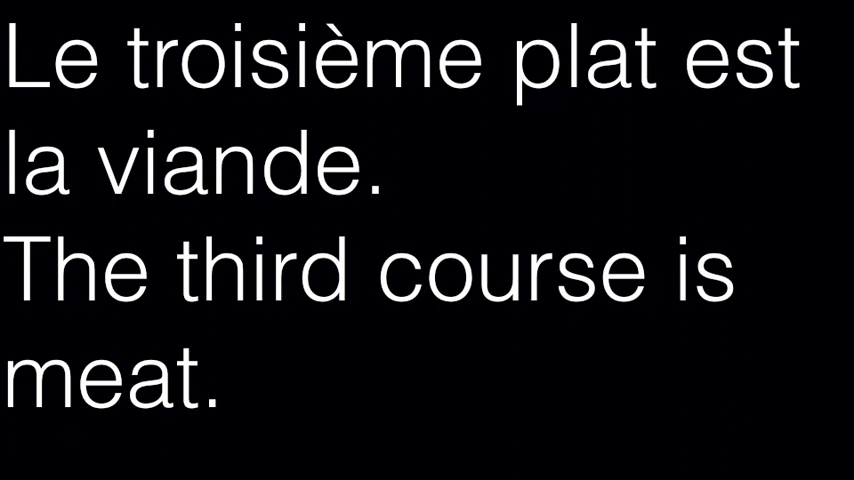 Le troisième plat est
la viande.
The third course is
meat.